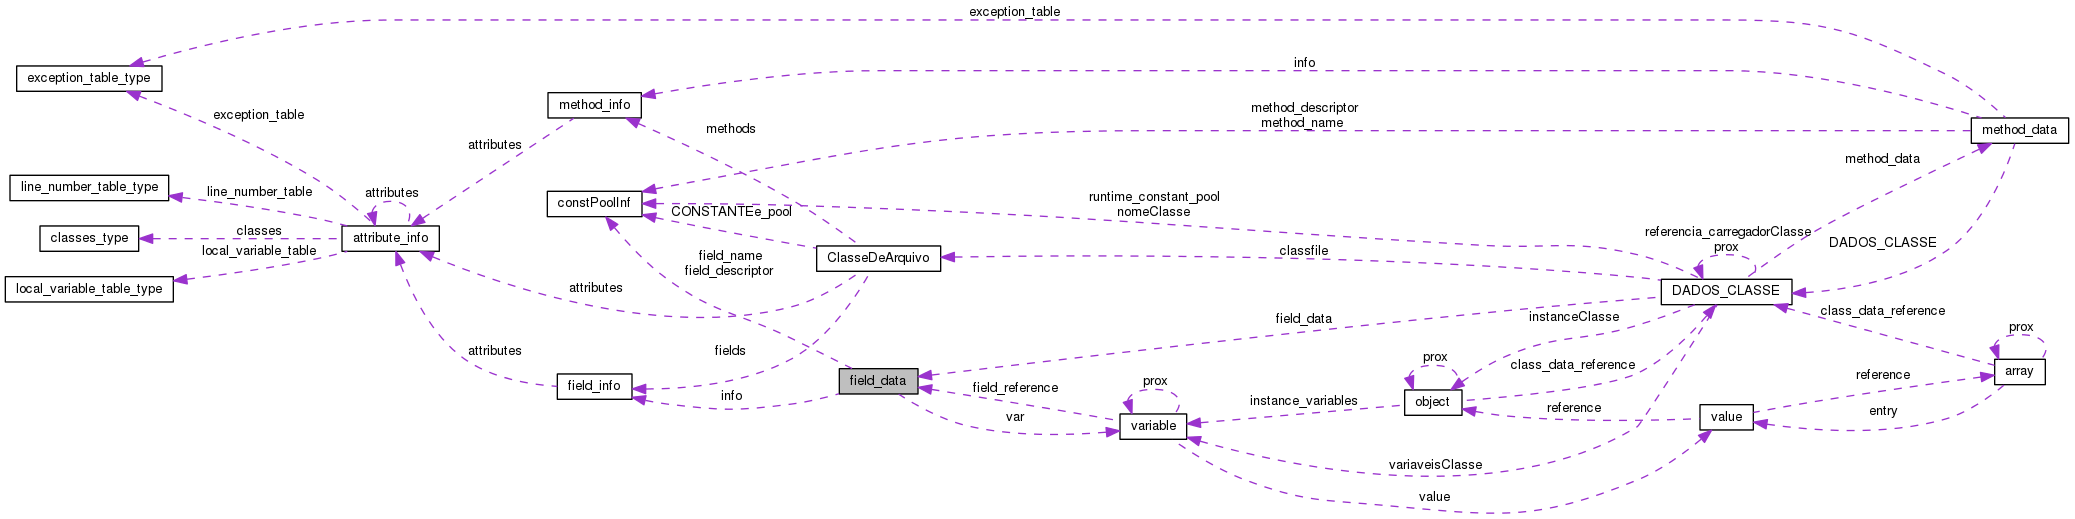 exception_table
exception_table_type
info
method_info
method_descriptor
method_name
exception_table
methods
method_data
attributes
method_data
line_number_table_type
line_number_table
attributes
constPoolInf
runtime_constant_pool
nomeClasse
CONSTANTEe_pool
classes_type
classes
attribute_info
referencia_carregadorClasse
prox
DADOS_CLASSE
local_variable_table
field_name
field_descriptor
ClasseDeArquivo
classfile
local_variable_table_type
attributes
DADOS_CLASSE
field_data
instanceClasse
class_data_reference
prox
attributes
fields
prox
class_data_reference
array
field_info
info
field_data
field_reference
prox
reference
object
instance_variables
reference
entry
var
variable
value
variaveisClasse
value